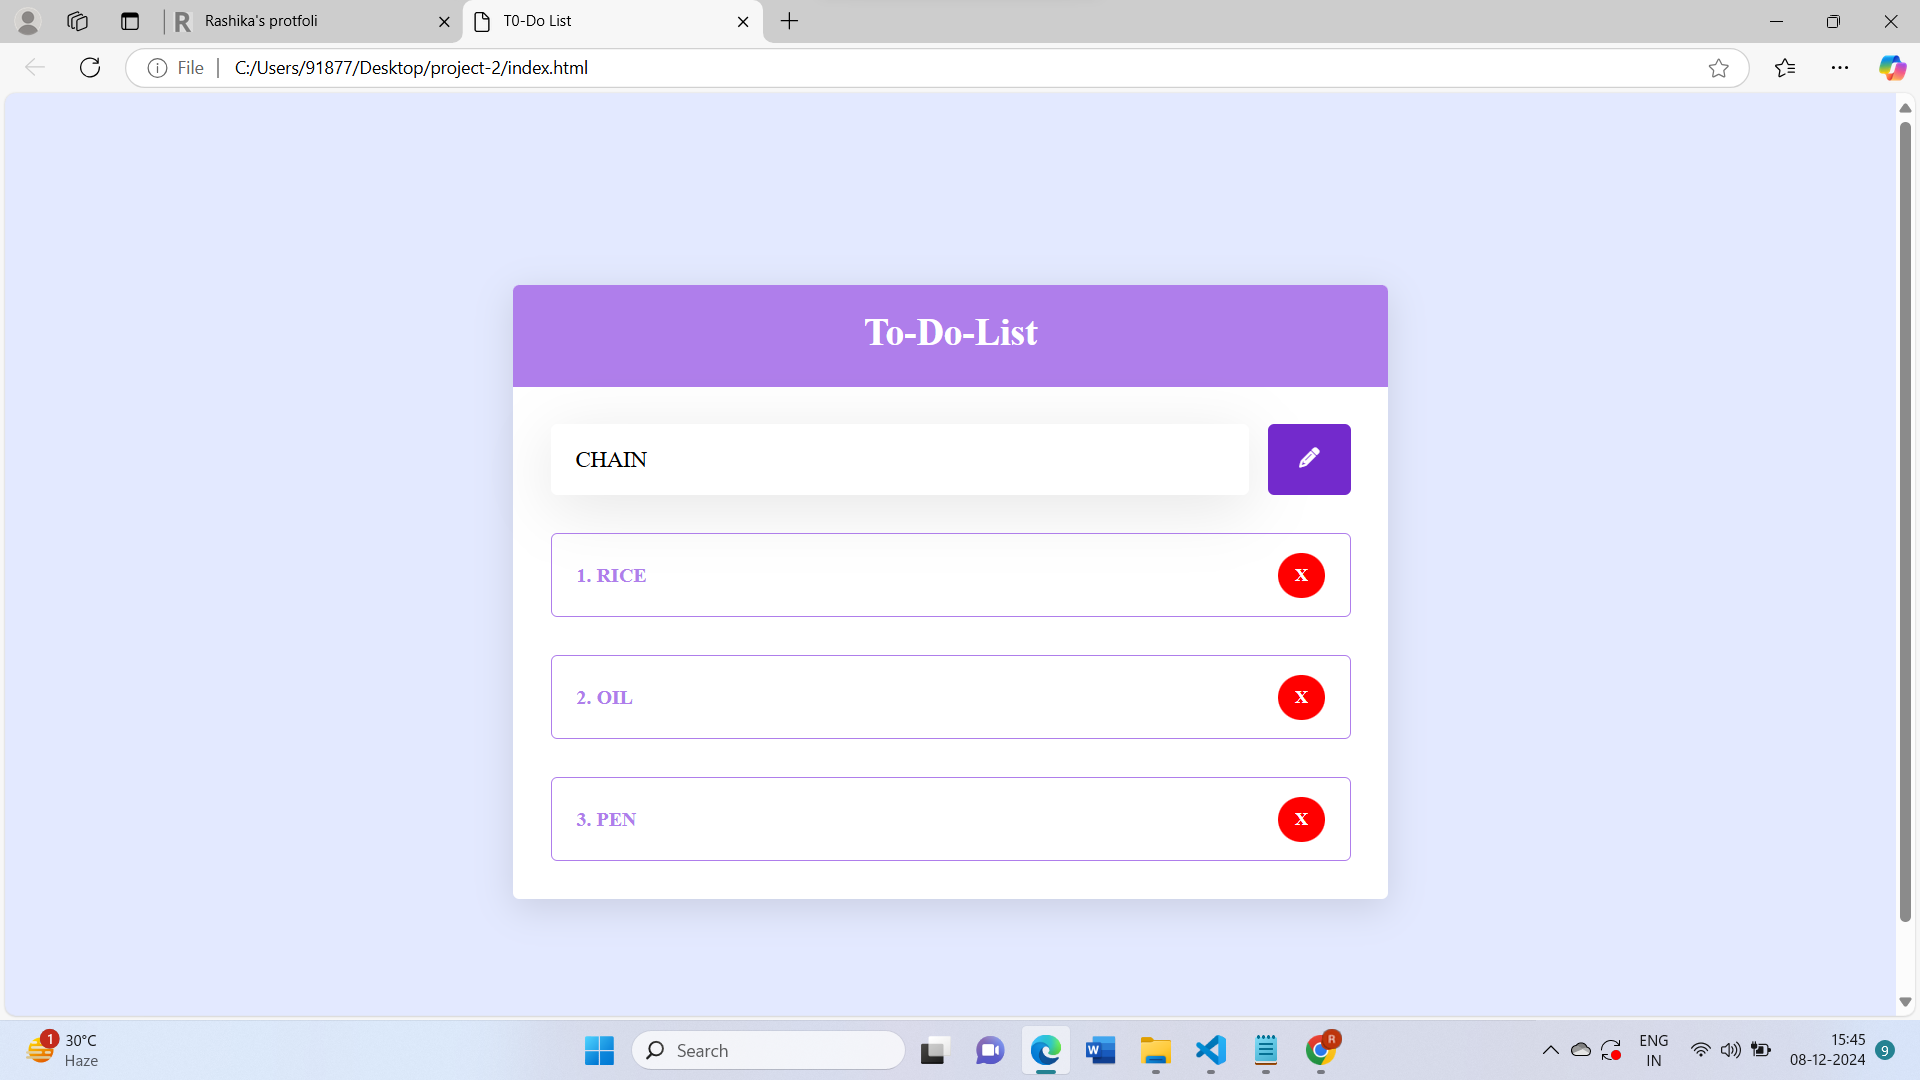 Rashika's protfoli
T0-Do List
File
C:/Users/91877/Desktop/project-2/index.html
To-Do-List
CHAIN
1. RICE
X
2. OIL
X
3. PEN
X
1
30°C
Haze
Search
W
R
ENG
IN
15:45
08-12-2024
9